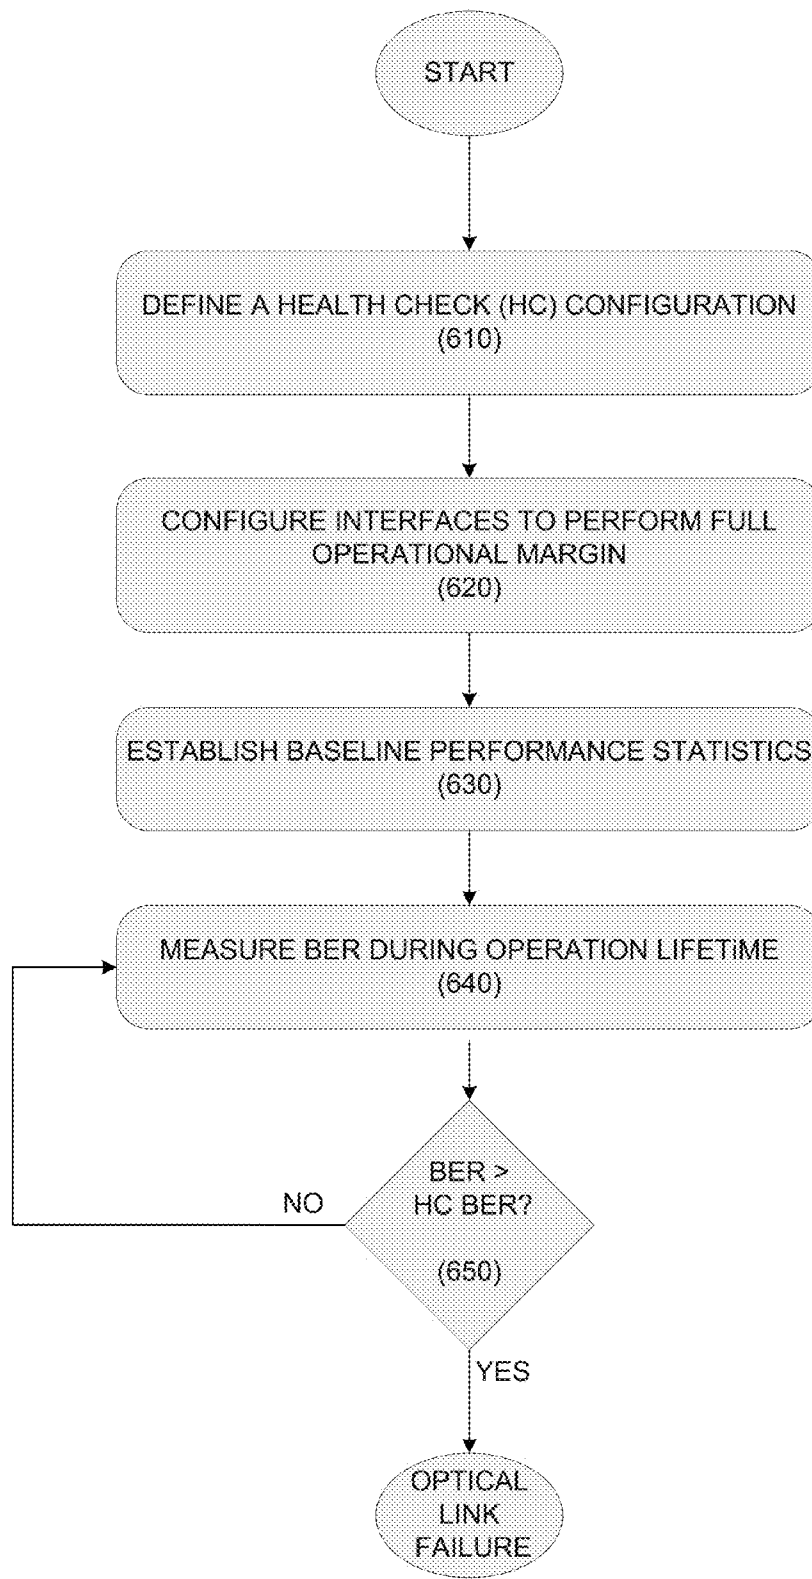 START
DEFINE A HEALTH CHECK (HC) CONFIGURATION
(610)
CONFIGURE INTERFACES TO PERFORM FULL
OPERATIONAL MARGIN
(620)
ESTABLISH BASELINE PERFORMANCE STATISTICS
(630)
MEASURE BER DURING OPERATION LIFETiME
(640)
BER >
HC BER?
(650)
NO
YES
OPTICAL
LINK
FAILURE